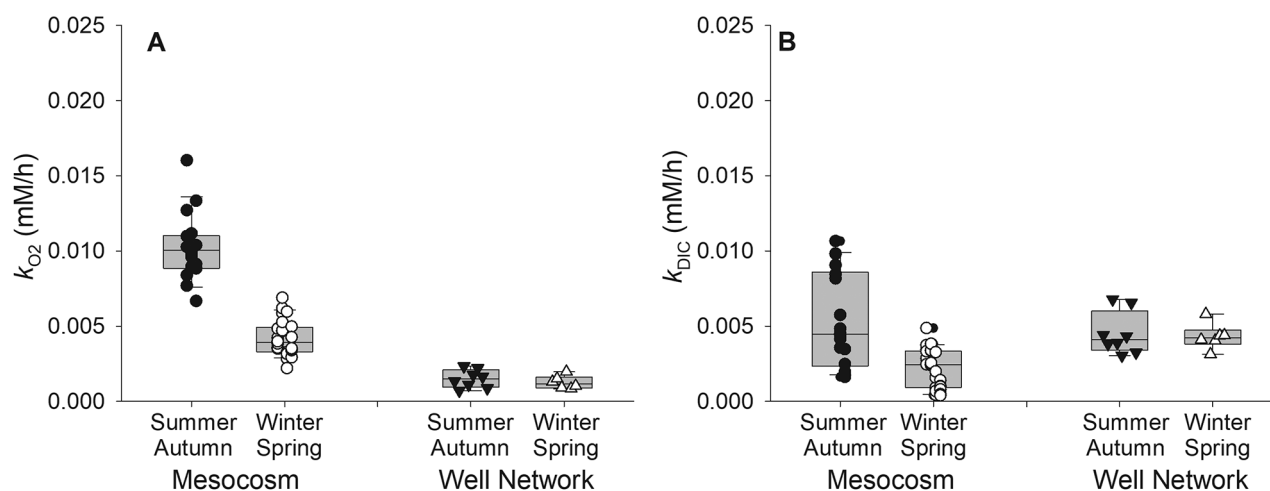 A
0.025
0.020
0.015
0.010
0.005
0.000
kO2 (mM/h)
Summer Autumn
Winter Spring
Summer Autumn
Winter Spring
Mesocosm
Well Network
B
0.025
0.020
0.015
0.010
0.005
0.000
kDIC (mM/h)
Summer Autumn
Winter Spring
Summer Autumn
Winter Spring
Mesocosm
Well Network